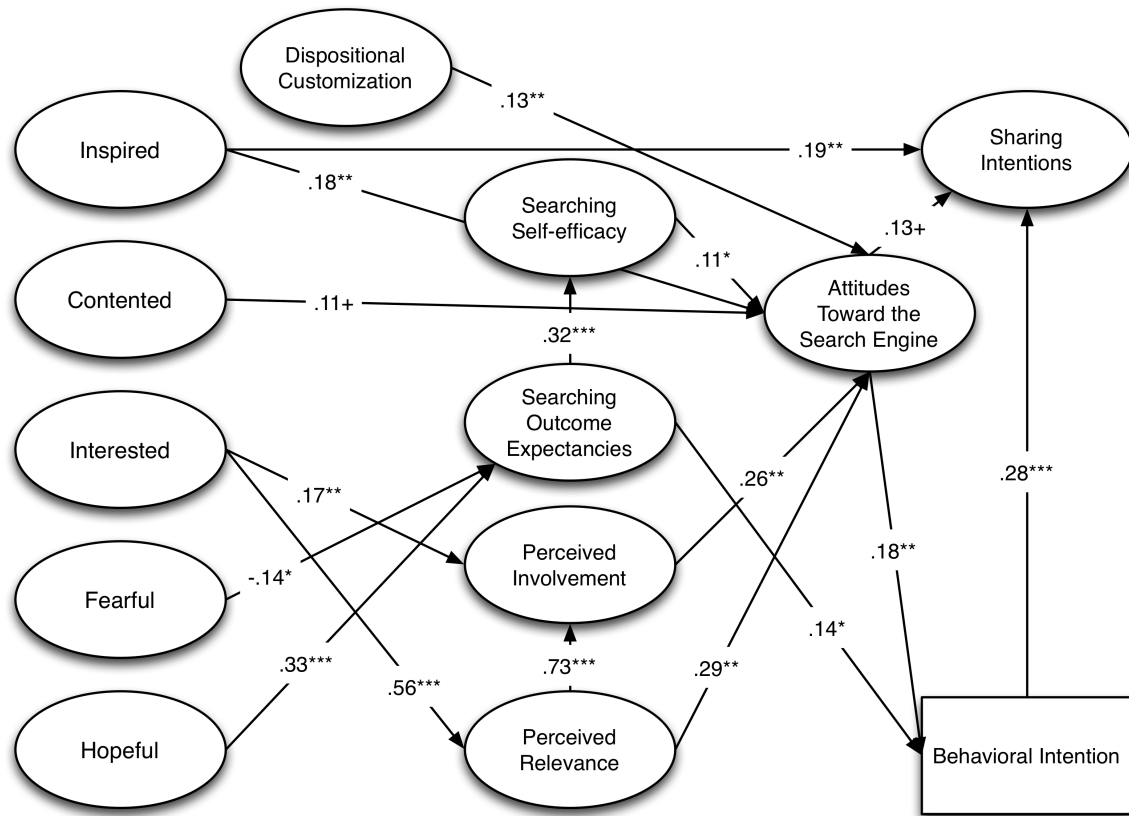 Dispositional
Customization
.13**
Inspired
.19**
Sharing
Intentions
.18**
Searching
Self-efficacy
.13+
.11*
Contented
.11+
Attitudes
Toward the
Search Engine
.32***
Searching
Outcome
Expectancies
Interested
.17**
.26**
.28***
Perceived
Involvement
.18**
Fearful
-.14*
.14*
.33***
.56***
.73***
.29**
Hopeful
Perceived
Relevance
Behavioral Intention